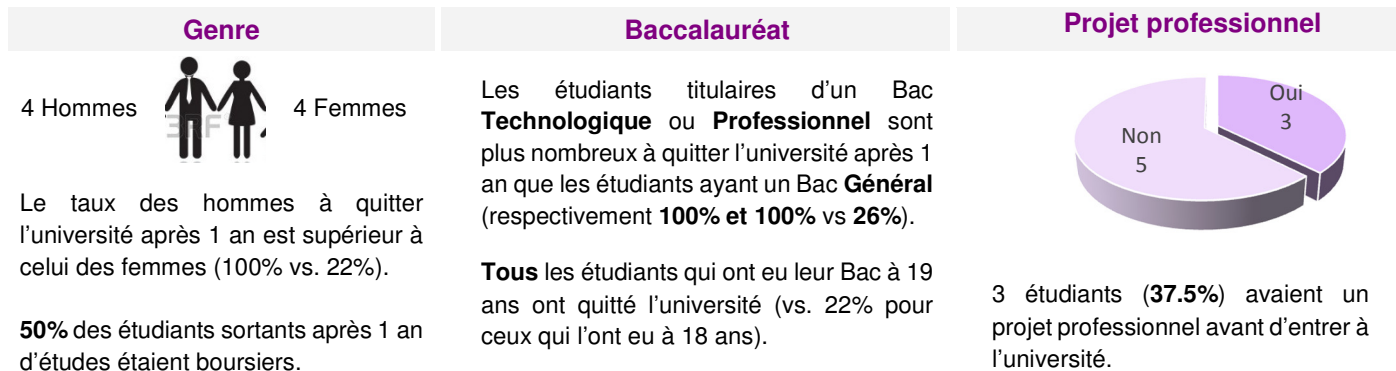 Genre
4 Hommes
3RF
4 Femmes
Le taux des hommes à quitter
l'université après 1 an est supérieur à
celui des femmes (100% vs. 22%).
50% des étudiants sortants après 1 an
d'études étaient boursiers.
Baccalauréat
Les étudiants titulaires d'un Bac
Technologique ou Professionnel sont
plus nombreux à quitter l'université après 1
an que les étudiants ayant un Bac Général
(respectivement 100% et 100% vs 26%).
Tous les étudiants qui ont eu leur Bac à 19
ans ont quitté l'université (vs. 22% pour
ceux qui l'ont eu à 18 ans).
Projet professionnel
Oui
3
Non
5
3 étudiants (37.5%) avaient un
projet professionnel avant d'entrer à
l'université.